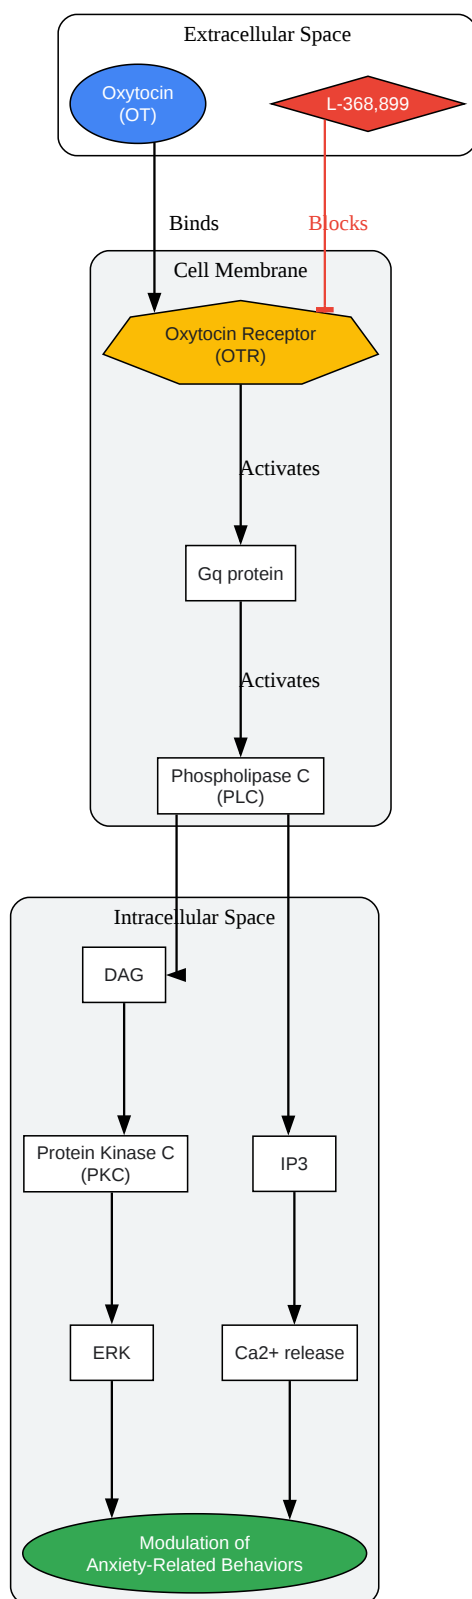 Extracellular Space
Oxytocin
(OT)
L-368,899
Binds
Blocks
Cell Membrane
Oxytocin Receptor
(OTR)
Activates
Gq protein
Activates
Phospholipase C
(PLC)
Intracellular Space
DAG
Protein Kinase C
(PKC)
IP3
ERK
Ca2+ release
Modulation of
Anxiety-Related Behaviors